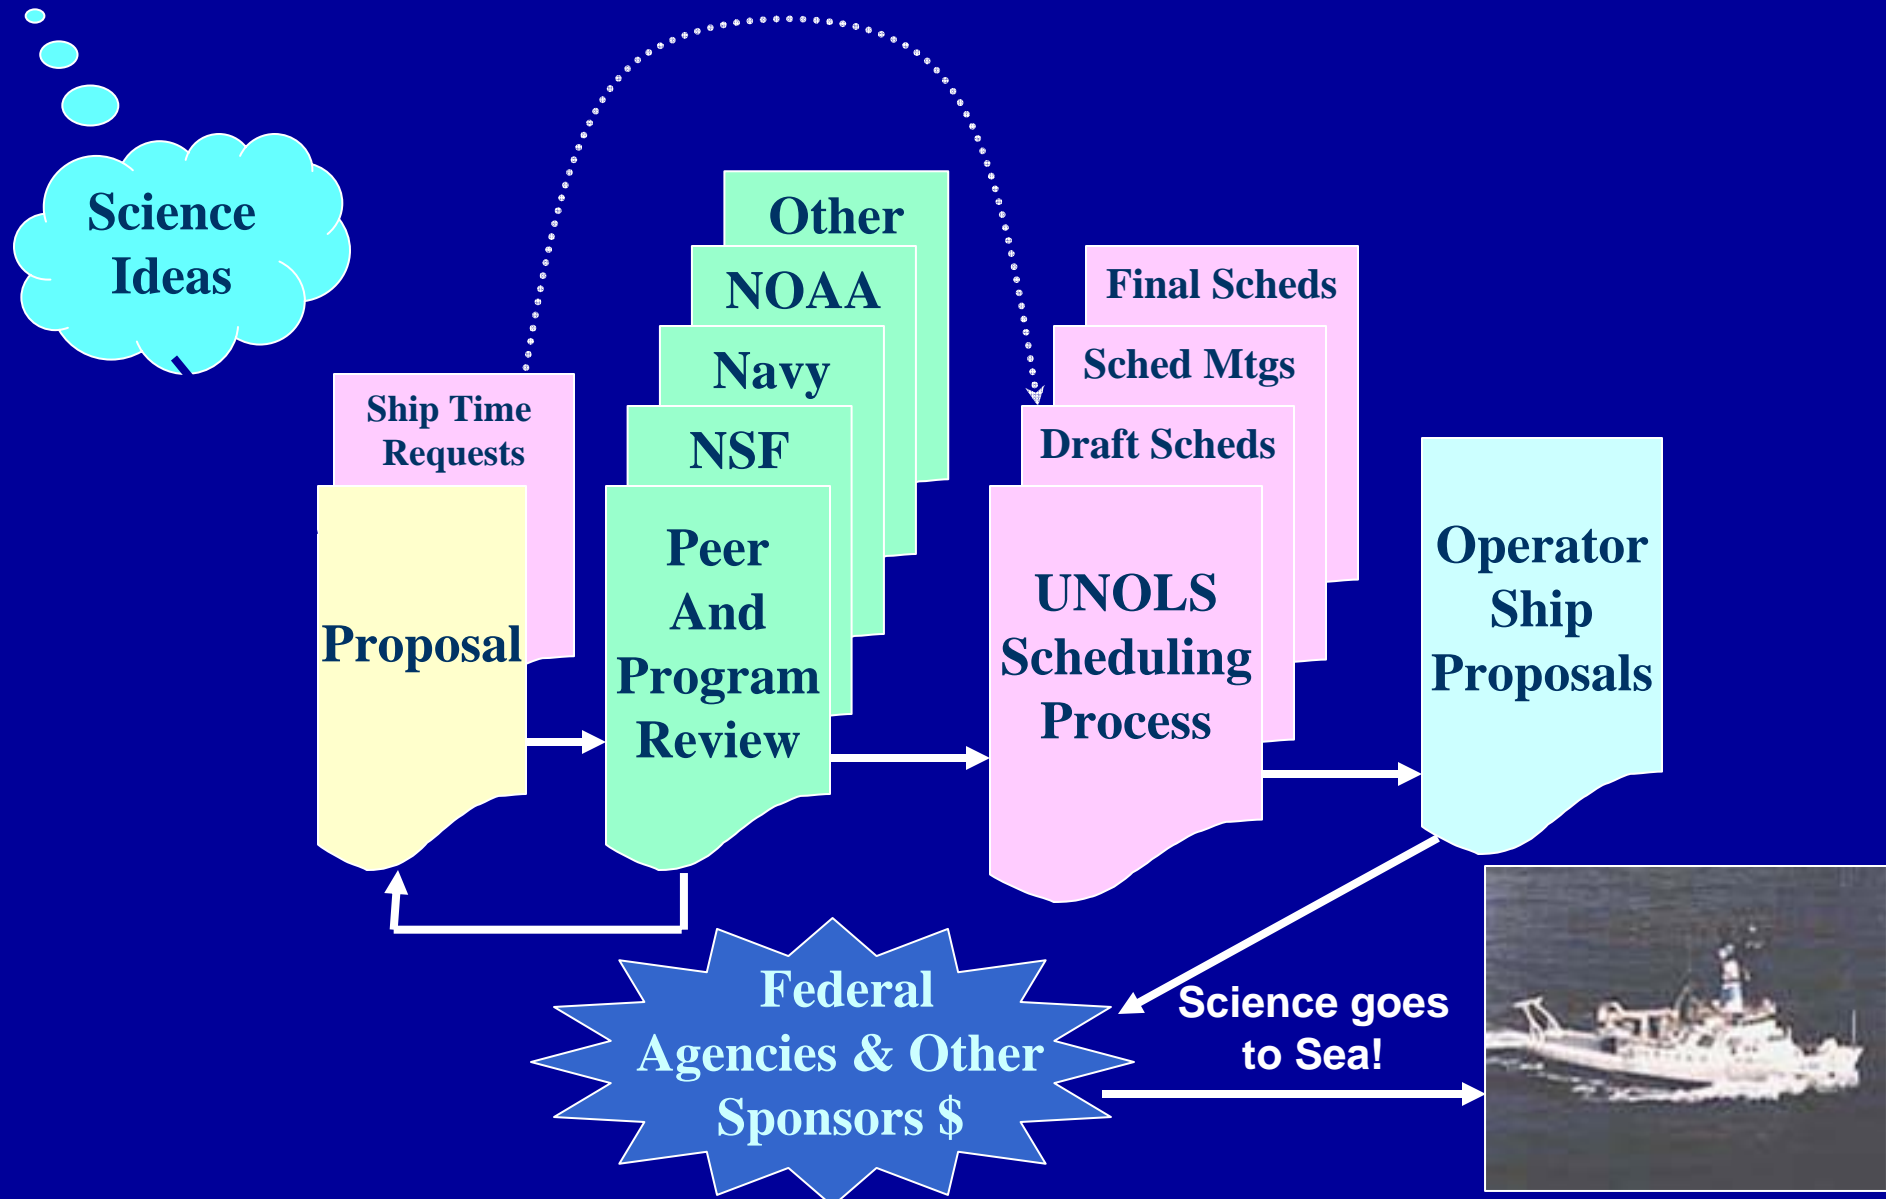 Science
Ideas
Ship Time
Requests
Proposal
Other
NOAA
Navy
NSF
Peer
And
Program
Review
Final Scheds
Sched Mtgs
Draft Scheds
UNOLS
Scheduling
Process
Operator
Ship
Proposals
Federal
Agencies & Other
Sponsors $
Science goes
to Sea!